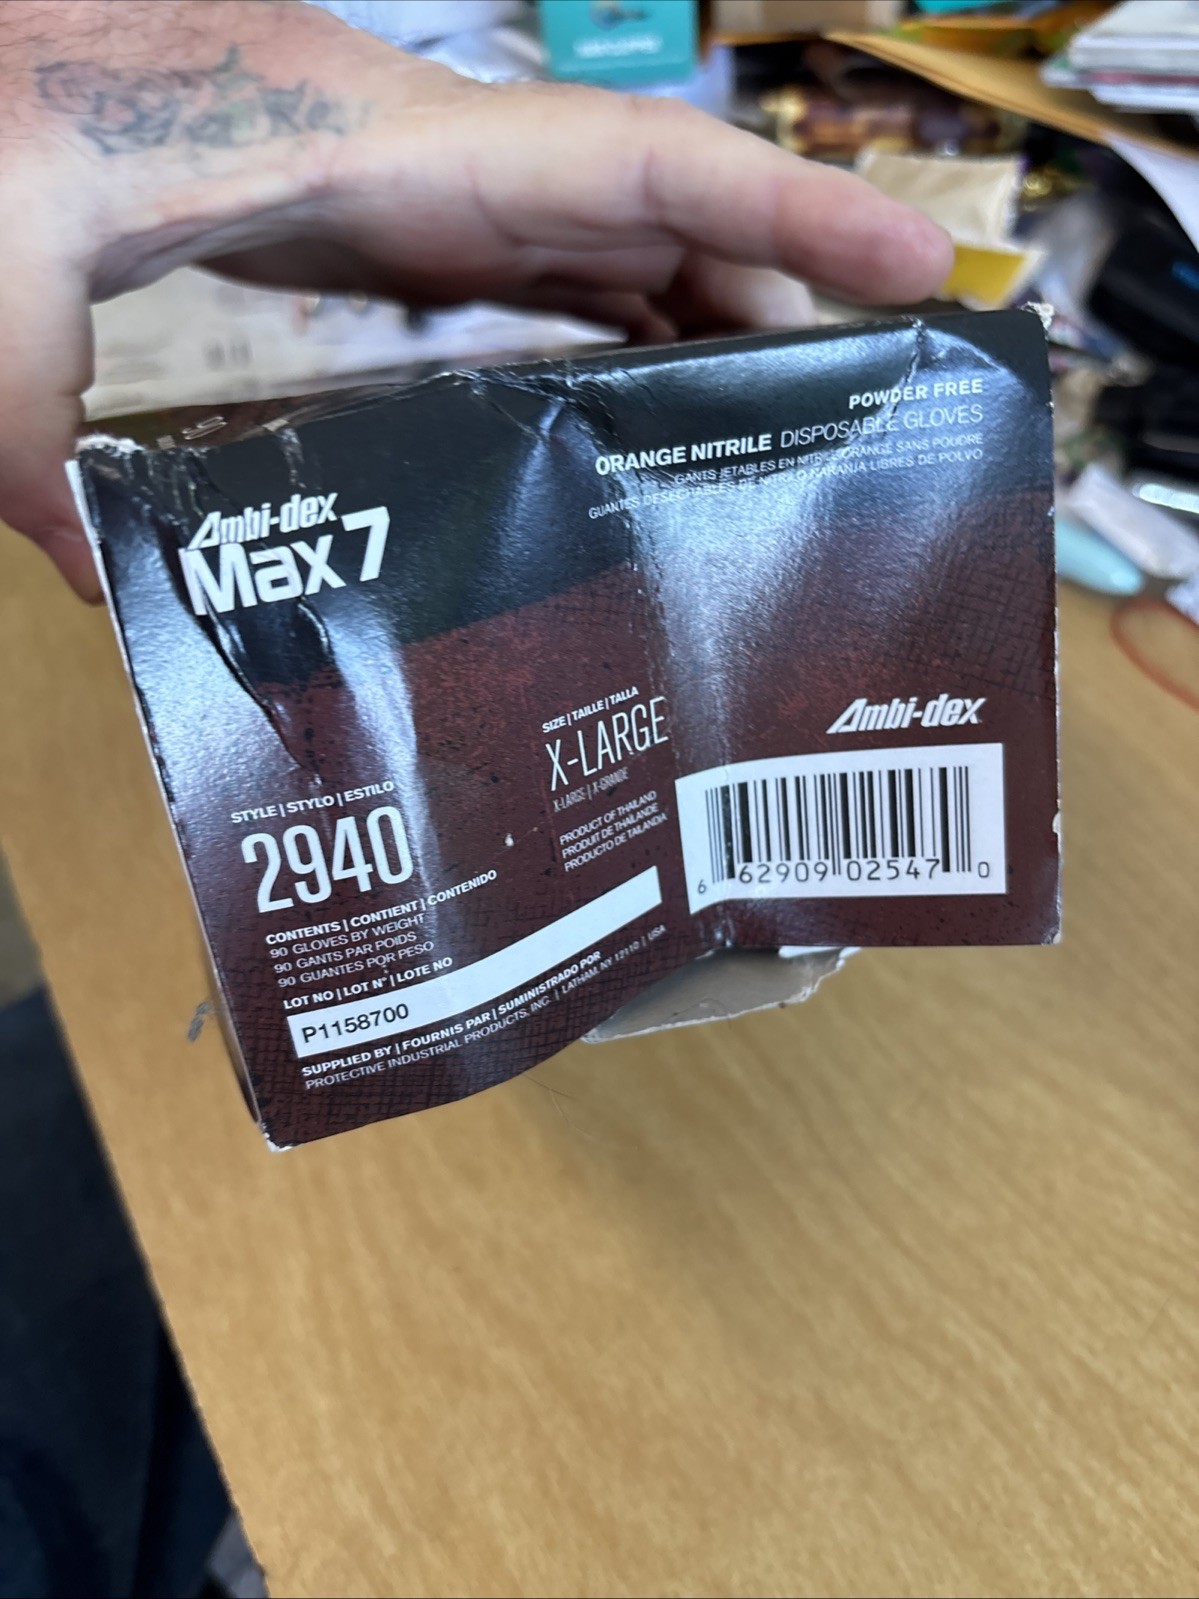 Ambi-dex
Max 7
POWDER FREE
ORANGE NITRILE DISPOSABLE GLOVES
GANTS JETABLES EN NITRILE ORANGE SANS POUDRE
GUANTES DESECHABLES DE NITRILO NARANJA LIBRES DE POLVO
STYLE | STYLO | ESTILO
2940
CONTENTS | CONTIENT | CONTENIDO
90 GLOVES BY WEIGHT
90 GANTS PAR POIDS
90 GUANTES POR PESO
LOT NO | LOT N° | LOTE NO
P1158700
SUPPLIED BY | FOURNIS PAR | SUMINISTRADO POR
PROTECTIVE INDUSTRIAL PRODUCTS, INC. | LATHAM, NY 12110 | USA
SIZE | TAILLE | TALLA
X-LARGE
X-LARGE | X-GRANDE
PRODUCT OF THAILAND
PRODUIT DE THAÏLANDE
PRODUCTO DE TAILANDIA
Ambi-dex
6 62909 02547 0